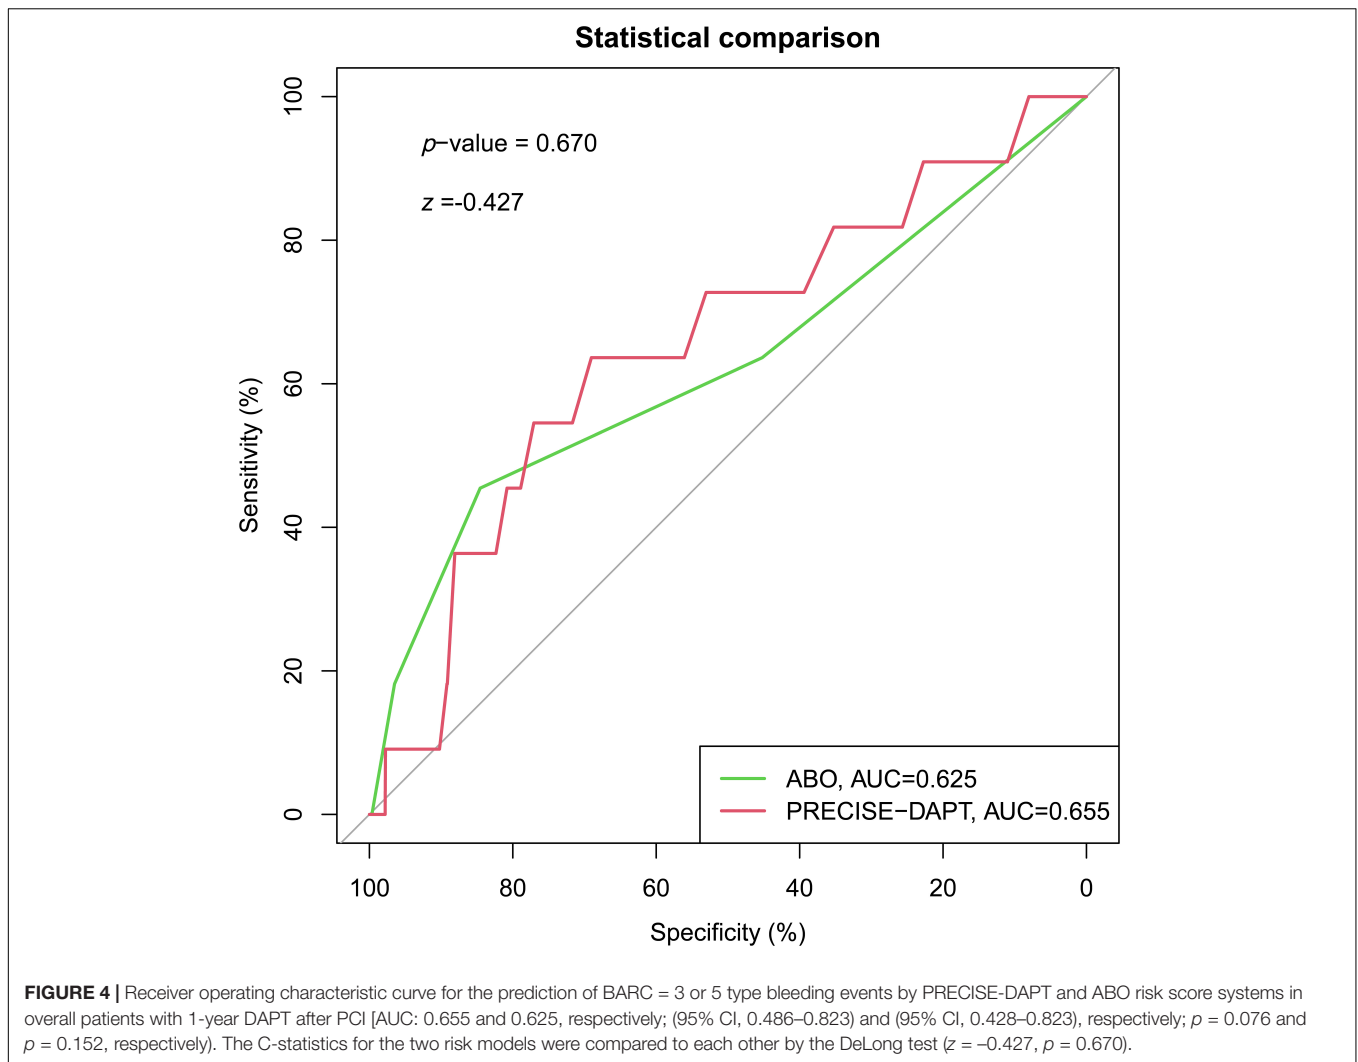 Statistical comparison
p−value = 0.670
z =-0.427
100
80
60
40
20
0
Sensitivity (%)
ABO, AUC=0.625
PRECISE−DAPT, AUC=0.655
100 80 60 40 20 0
Specificity (%)
FIGURE 4 | Receiver operating characteristic curve for the prediction of BARC = 3 or 5 type bleeding events by PRECISE-DAPT and ABO risk score systems in
overall patients with 1-year DAPT after PCI [AUC: 0.655 and 0.625, respectively; (95% CI, 0.486–0.823) and (95% CI, 0.428–0.823), respectively; p = 0.076 and
p = 0.152, respectively). The C-statistics for the two risk models were compared to each other by the DeLong test (z = −0.427, p = 0.670).